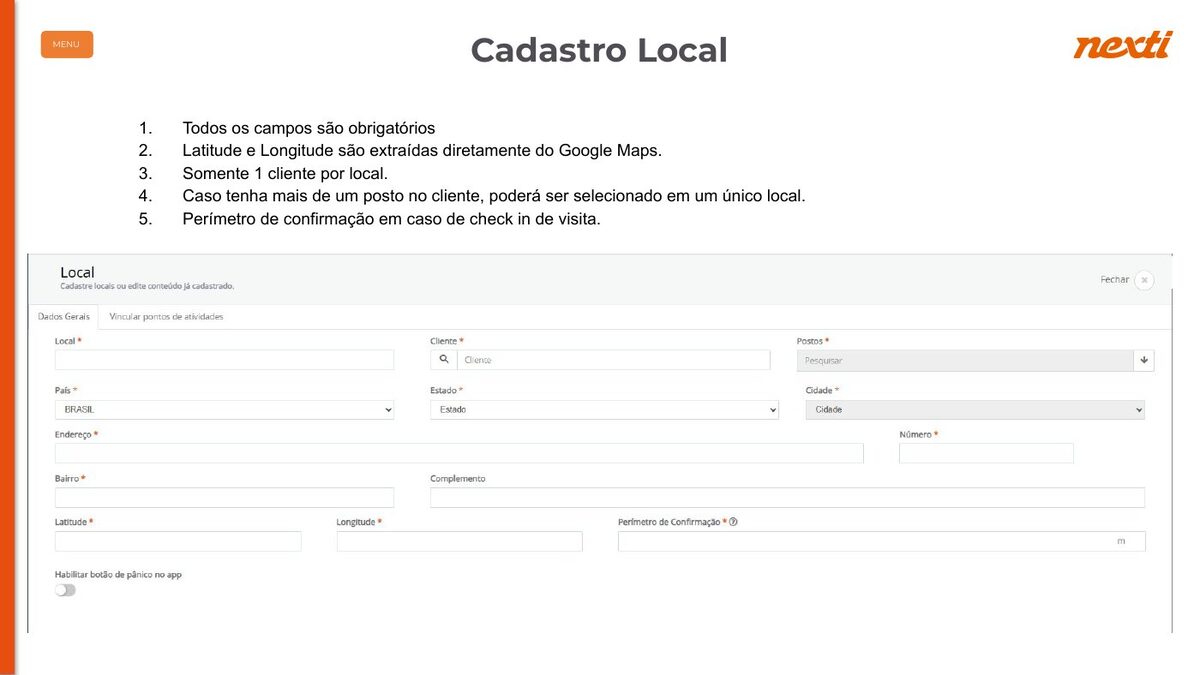 MENU
Cadastro Local
nexti
1. Todos os campos são obrigatórios
2. Latitude e Longitude são extraídas diretamente do Google Maps.
3. Somente 1 cliente por local.
4. Caso tenha mais de um posto no cliente, poderá ser selecionado em um único local.
5. Perímetro de confirmação em caso de check in de visita.
Local
Cadastre locais ou edite conteúdo já cadastrado.
Fechar ×
Dados Gerais Vincular pontos de atividades
Local * Cliente * Postos *
Cliente Pesquisar
País * Estado * Cidade *
BRASIL Estado Cidade
Endereço * Número *
Bairro * Complemento
Latitude * Longitude * Perímetro de Confirmação * ?
m
Habilitar botão de pânico no app